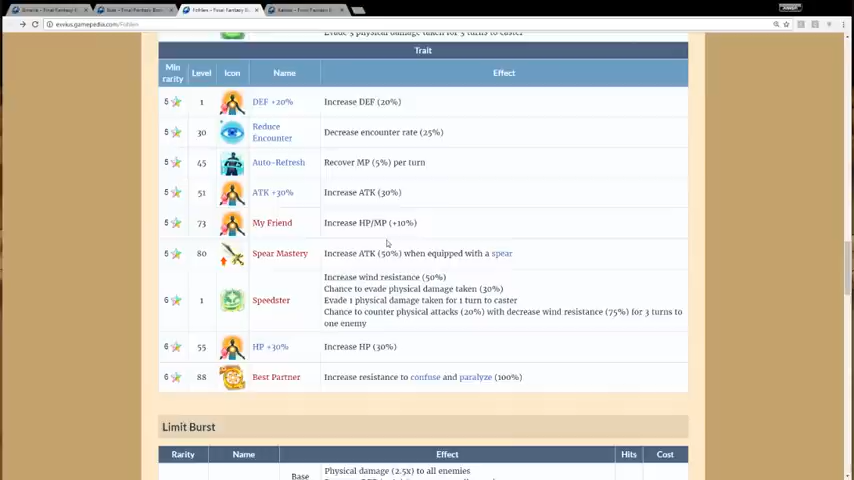 exvius.gamepedia.com/Fid-Hen
Evade 3 physical damage taken for 3 turns to caster
Trait
Min rarity Level Icon Name Effect
5 1 DEF +20% Increase DEF (20%)
5 30 Reduce Encounter Decrease encounter rate (25%)
5 45 Auto-Refresh Recover MP (5%) per turn
5 51 ATK +30% Increase ATK (30%)
5 73 My Friend Increase HP/MP (+10%)
5 80 Spear Mastery Increase ATK (50%) when equipped with a spear
Increase wind resistance (50%)
Chance to evade physical damage taken (30%)
6 1 Speedster Evade 1 physical damage taken for 1 turn to caster
Chance to counter physical attacks (20%) with decrease wind resistance (75%) for 3 turns to
one enemy
6 55 HP +30% Increase HP (30%)
6 88 Best Partner Increase resistance to confuse and paralyze (100%)
Limit Burst
Rarity Name Effect Hits Cost
Base Physical damage (2.5x) to all enemies